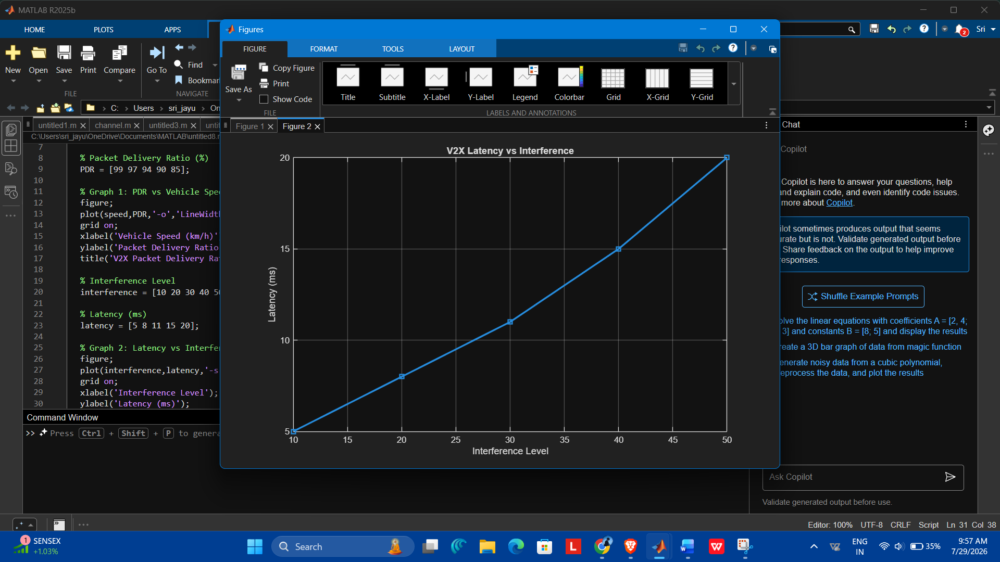 MATLAB R2025b
HOME PLOTS APPS
2 Sri
New Open Save Print Compare Go To Find Bookmar
FILE NAVIGATE
C: Users sri_jayu On
untitled1.m channel.m untitled3.m unti
C:\Users\sri_jayu\OneDrive\Documents\MATLAB\untitled8.m
7
8 % Packet Delivery Ratio (%)
9 PDR = [99 97 94 90 85];
10
11 % Graph 1: PDR vs Vehicle Spe
12 figure;
13 plot(speed,PDR,'-o','LineWidt
14 grid on;
15 xlabel('Vehicle Speed (km/h)'
16 ylabel('Packet Delivery Ratio
17 title('V2X Packet Delivery Ra
18
19 % Interference Level
20 interference = [10 20 30 40 50
21
22 % Latency (ms)
23 latency = [5 8 11 15 20];
24
25 % Graph 2: Latency vs Interfe
26 figure;
27 plot(interference,latency,'-s
28 grid on;
29 xlabel('Interference Level');
30 ylabel('Latency (ms)');
Command Window
>> Press Ctrl + Shift + P to genera
Figures
FIGURE FORMAT TOOLS LAYOUT
Save As
Copy Figure
Print
Show Code
FILE
Title Subtitle X-Label Y-Label Legend Colorbar Grid X-Grid Y-Grid
LABELS AND ANNOTATIONS
Figure 1 Figure 2
V2X Latency vs Interference
20
15
10
5
Latency (ms)
10 15 20 25 30 35 40 45 50
Interference Level
Chat
Copilot
Copilot is here to answer your questions, help
and explain code, and even identify code issues.
more about Copilot.
ilot sometimes produces output that seems
urate but is not. Validate generated output before
Share feedback on the output to help improve
responses.
Shuffle Example Prompts
olve the linear equations with coefficients A = [2, 4;
3] and constants B = [8; 5] and display the results
reate a 3D bar graph of data from magic function
enerate noisy data from a cubic polynomial,
eprocess the data, and plot the results
Ask Copilot
Validate generated output before use.
Editor: 100% UTF-8 CRLF Script Ln 31 Col 38
1 SENSEX
+1.03%
Search
L
W
W
ENG
IN
35%
9:57 AM
7/29/2026